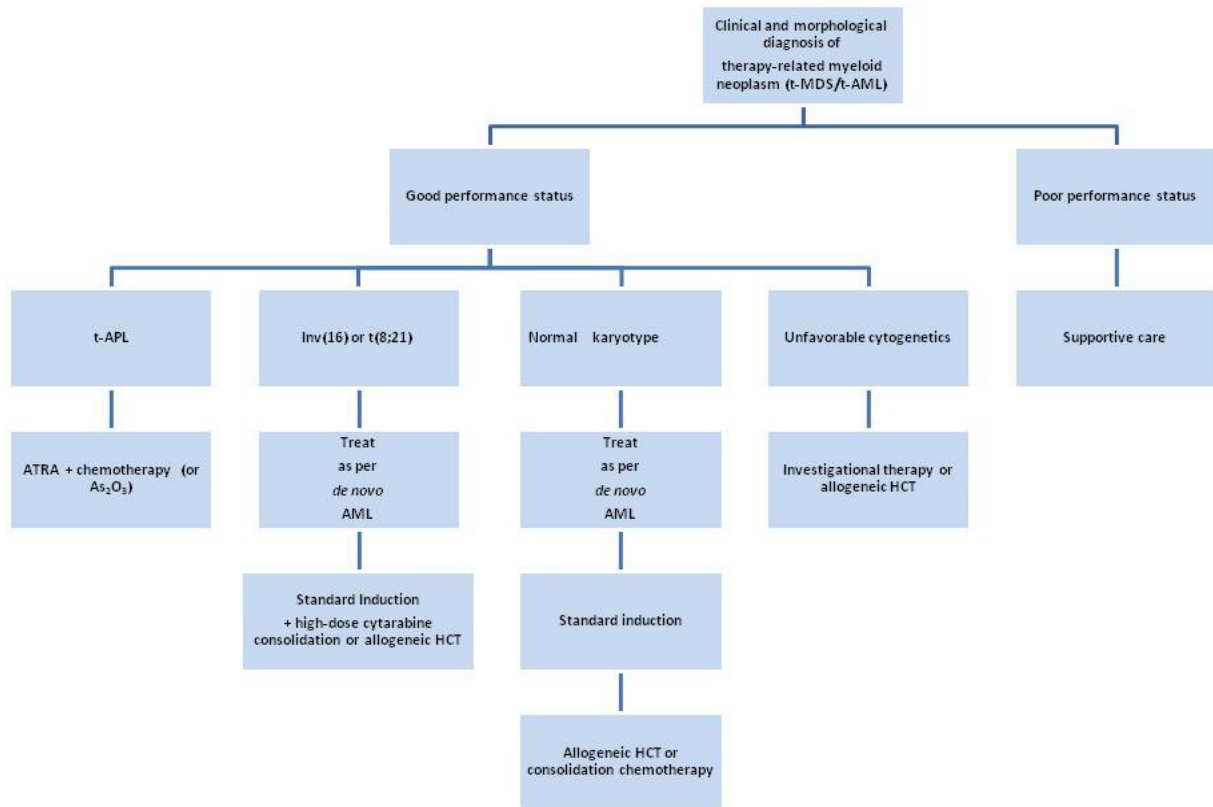 Clinical and morphological
diagnosis of
therapy-related myeloid
neoplasm (t-MDS/t-AML)
Good performance status
Poor performance status
t-APL
Inv(16) or t(8;21)
Normal karyotype
Unfavorable cytogenetics
Supportive care
ATRA + chemotherapy (or
As₂O₃)
Treat
as per
de novo
AML
Treat
as per
de novo
AML
Investigational therapy or
allogeneic HCT
Standard Induction
+ high-dose cytarabine
consolidation or allogeneic HCT
Standard induction
Allogeneic HCT or
consolidation chemotherapy